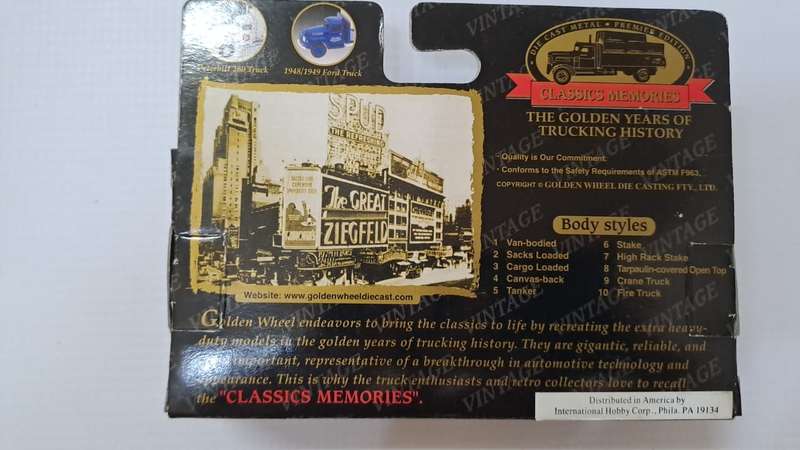 260 Truck
1948/1949 Ford Truck
DIE CAST METAL • PREMIER EDITION
CLASSICS MEMORIES
THE GOLDEN YEARS OF
TRUCKING HISTORY
· Quality is Our Commitment.
· Conforms to the Safety Requirements of ASTM F963.
COPYRIGHT © GOLDEN WHEEL DIE CASTING FTY., LTD.
SPUD
THE REFRESHING
The GREAT
ZIEGFELD
CHEVROLET
Website: www.goldenwheeldiecast.com
Body styles
1 Van-bodied
2 Sacks Loaded
3 Cargo Loaded
4 Canvas-back
5 Tanker
6 Stake
7 High Rack Stake
8 Tarpaulin-covered Open Top
9 Crane Truck
10 Fire Truck
Golden Wheel endeavors to bring the classics to life by recreating the extra heavy-
duty models in the golden years of trucking history. They are gigantic, reliable, and
important, representative of a breakthrough in automotive technology and
appearance. This is why the truck enthusiasts and retro collectors love to recall
the "CLASSICS MEMORIES".
Distributed in America by
International Hobby Corp., Phila. PA 19134
VINTAGE